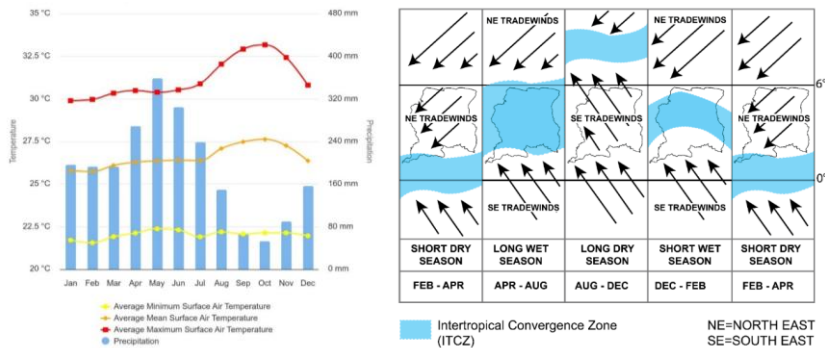 35 °C
32.5 °C
30 °C
27.5 °C
25 °C
22.5 °C
20 °C
Temperature
480 mm
400 mm
320 mm
240 mm
160 mm
80 mm
0 mm
Precipitation
Jan Feb Mar Apr May Jun Jul Aug Sep Oct Nov Dec
Average Minimum Surface Air Temperature
Average Mean Surface Air Temperature
Average Maximum Surface Air Temperature
Precipitation
NE TRADEWINDS
NE TRADEWINDS
6°
NE TRADEWINDS
SE TRADEWINDS
NE TRADEWINDS
0°
SE TRADEWINDS
SE TRADEWINDS
SHORT DRY SEASON
LONG WET SEASON
LONG DRY SEASON
SHORT WET SEASON
SHORT DRY SEASON
FEB - APR
APR - AUG
AUG - DEC
DEC - FEB
FEB - APR
Intertropical Convergence Zone
(ITCZ)
NE=NORTH EAST
SE=SOUTH EAST